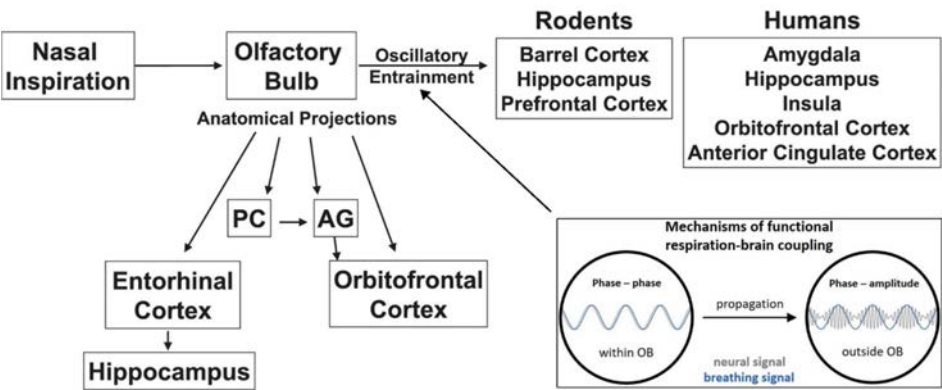 Rodents
Humans
Nasal
Inspiration
Olfactory
Bulb
Oscillatory
Entrainment
Barrel Cortex
Hippocampus
Prefrontal Cortex
Amygdala
Hippocampus
Insula
Orbitofrontal Cortex
Anterior Cingulate Cortex
Anatomical Projections
PC
AG
Entorhinal
Cortex
Orbitofrontal
Cortex
Hippocampus
Mechanisms of functional
respiration-brain coupling
Phase – phase
within OB
propagation
Phase – amplitude
outside OB
neural signal
breathing signal